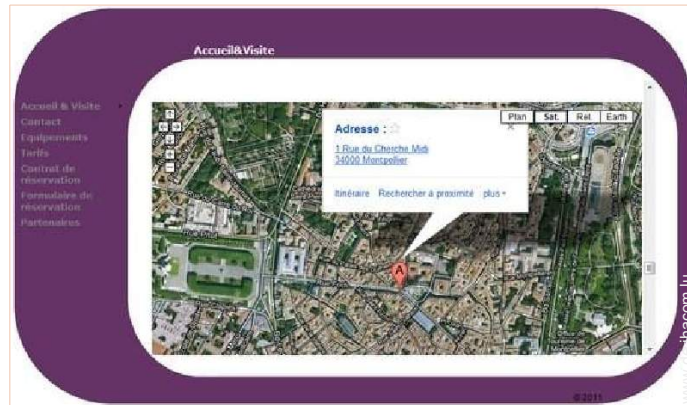 Accueil&Visite
Accueil & Visite
Contact
Equipements
Tarifs
Contrat de
réservation
Formulaire de
réservation
Partenaires
Plan Sat. Rel. Earth
Adresse :
1 Rue du Cherche Midi
34000 Montpellier
Itinéraire Rechercher à proximité plus
A
©2011